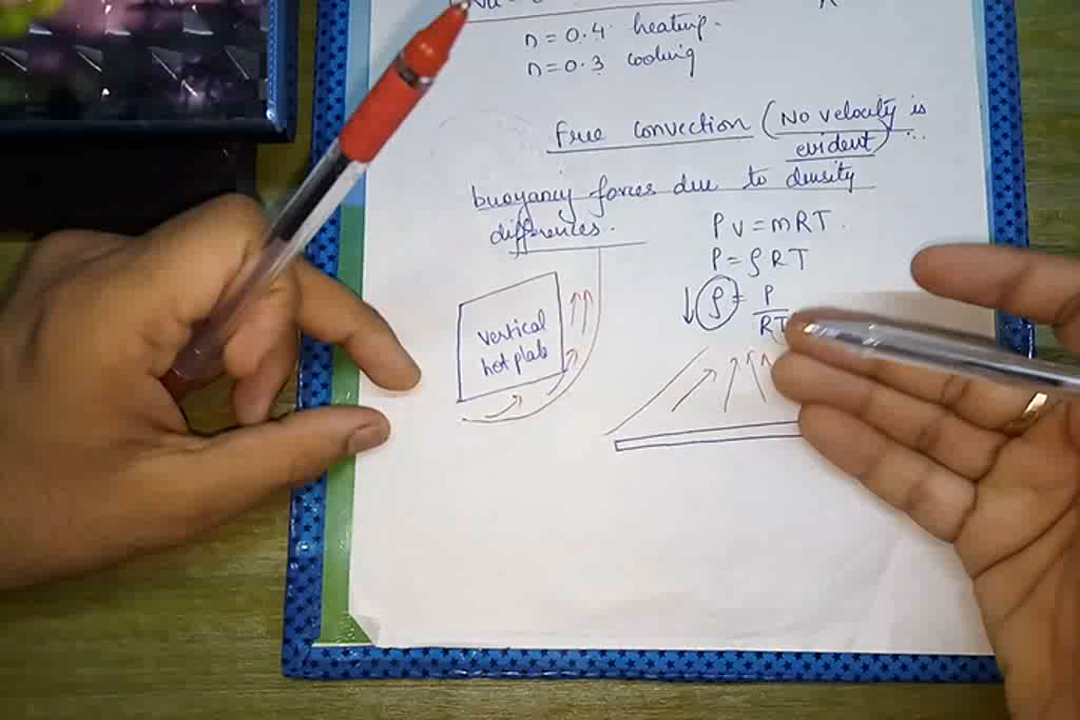 n = 0.4 heating.
n = 0.3 cooling
free convection (No velocity is
evident)
buoyancy forces due to density
differences.
PV = mRT.
P = ρRT
↓ ρ = P
RT
vertical
hot plate